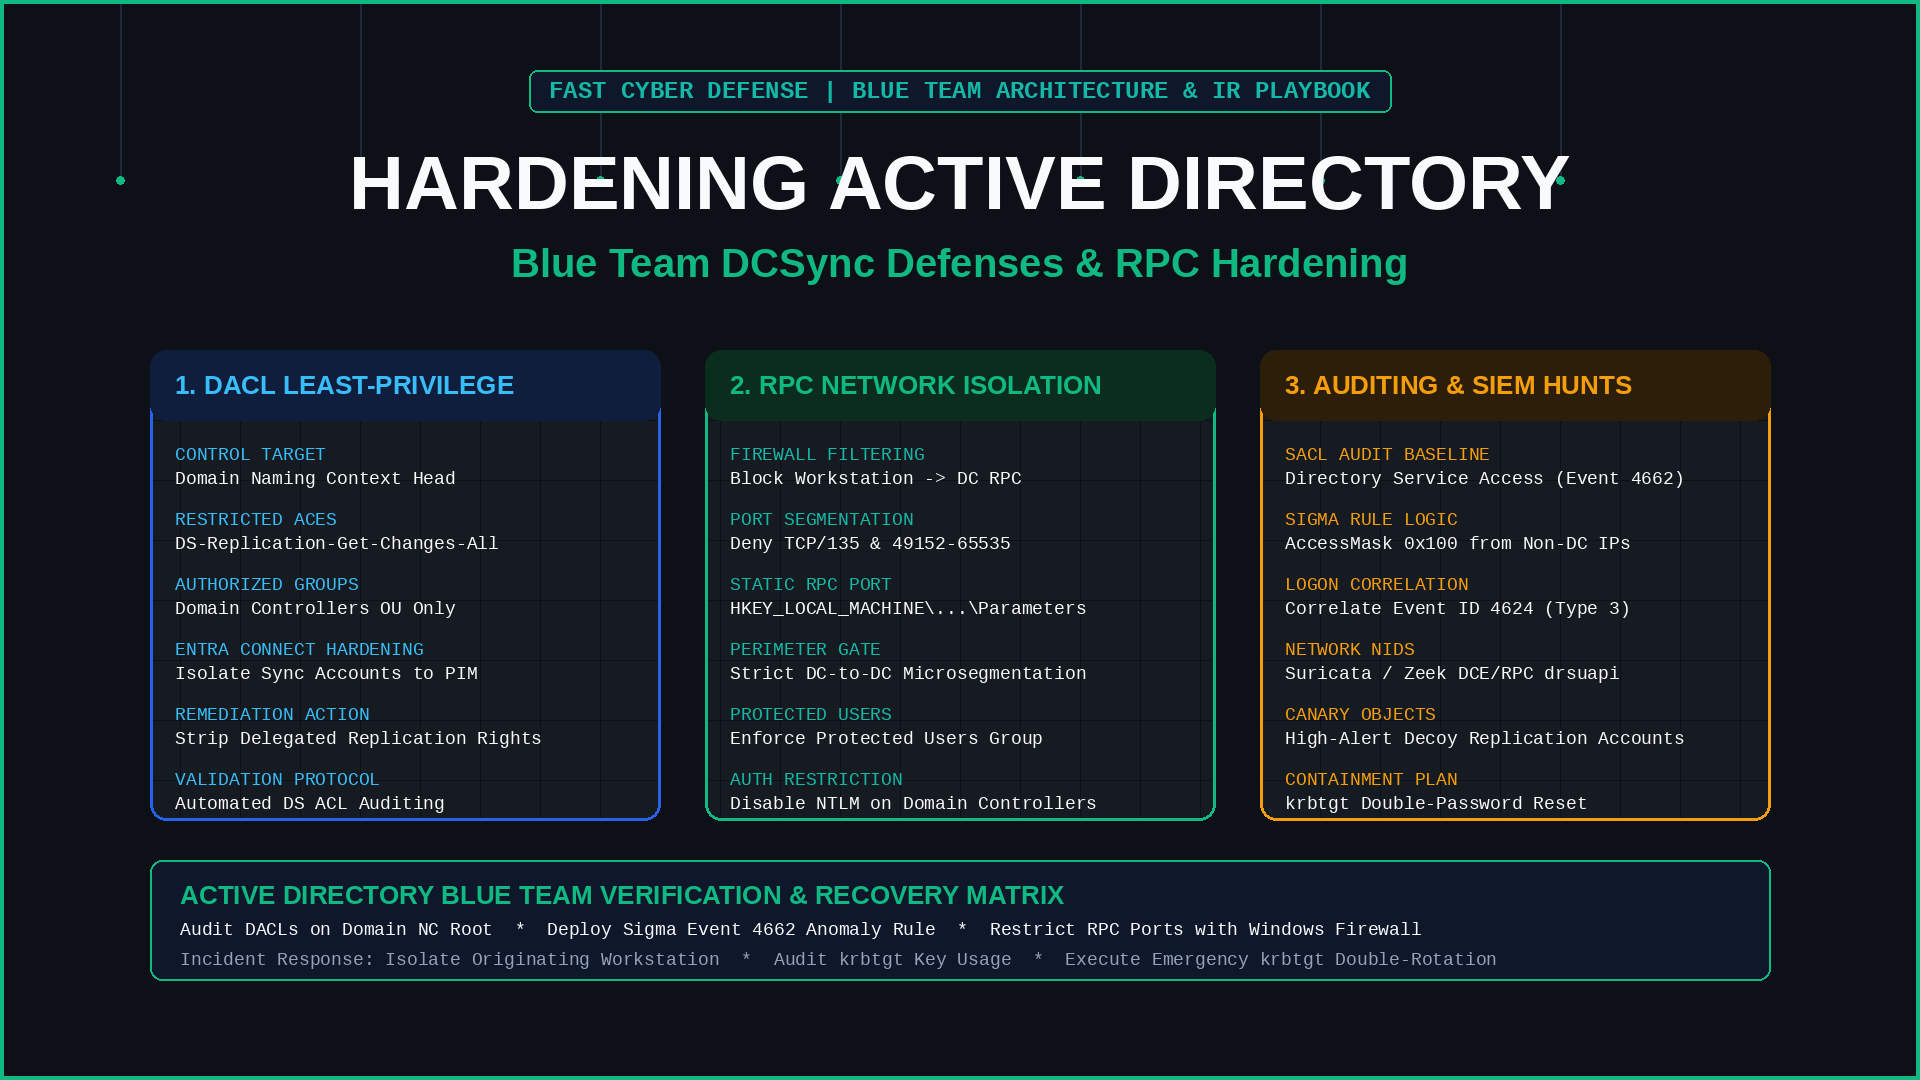 FAST CYBER DEFENSE | BLUE TEAM ARCHITECTURE & IR PLAYBOOK
HARDENING ACTIVE DIRECTORY
Blue Team DCSync Defenses & RPC Hardening
1. DACL LEAST-PRIVILEGE
CONTROL TARGET
Domain Naming Context Head
RESTRICTED ACES
DS-Replication-Get-Changes-All
AUTHORIZED GROUPS
Domain Controllers OU Only
ENTRA CONNECT HARDENING
Isolate Sync Accounts to PIM
REMEDIATION ACTION
Strip Delegated Replication Rights
VALIDATION PROTOCOL
Automated DS ACL Auditing
2. RPC NETWORK ISOLATION
FIREWALL FILTERING
Block Workstation -> DC RPC
PORT SEGMENTATION
Deny TCP/135 & 49152-65535
STATIC RPC PORT
HKEY_LOCAL_MACHINE\...\Parameters
PERIMETER GATE
Strict DC-to-DC Microsegmentation
PROTECTED USERS
Enforce Protected Users Group
AUTH RESTRICTION
Disable NTLM on Domain Controllers
3. AUDITING & SIEM HUNTS
SACL AUDIT BASELINE
Directory Service Access (Event 4662)
SIGMA RULE LOGIC
AccessMask 0x100 from Non-DC IPs
LOGON CORRELATION
Correlate Event ID 4624 (Type 3)
NETWORK NIDS
Suricata / Zeek DCE/RPC drsuapi
CANARY OBJECTS
High-Alert Decoy Replication Accounts
CONTAINMENT PLAN
krbtgt Double-Password Reset
ACTIVE DIRECTORY BLUE TEAM VERIFICATION & RECOVERY MATRIX
Audit DACLs on Domain NC Root * Deploy Sigma Event 4662 Anomaly Rule * Restrict RPC Ports with Windows Firewall
Incident Response: Isolate Originating Workstation * Audit krbtgt Key Usage * Execute Emergency krbtgt Double-Rotation